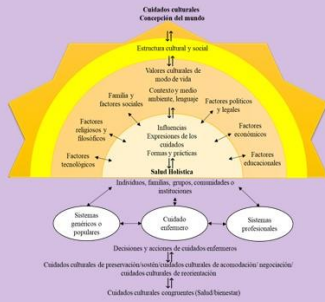 Cuidados culturales
Concepción del mundo
Estructura cultural y social
Valores culturales de
modo de vida
Contexto y medio
ambiente, lenguaje
Familia y
factores sociales
Factores políticos
y legales
Factores
religiosos y
filosóficos
Influencias
Expresiones de los
cuidados
Formas y prácticas
Factores
económicos
Factores
tecnológicos
Factores
educacionales
Salud Holística
Individuos, familias, grupos, comunidades o
instituciones
Sistemas
genéricos o
populares
Cuidado
enfermero
Sistemas
profesionales
Decisiones y acciones de cuidados enfermeros
Cuidados culturales de preservación/sostén/cuidados culturales de acomodación/ negociación/
cuidados culturales de reorientación
Cuidados culturales congruentes (Salud/bienestar)